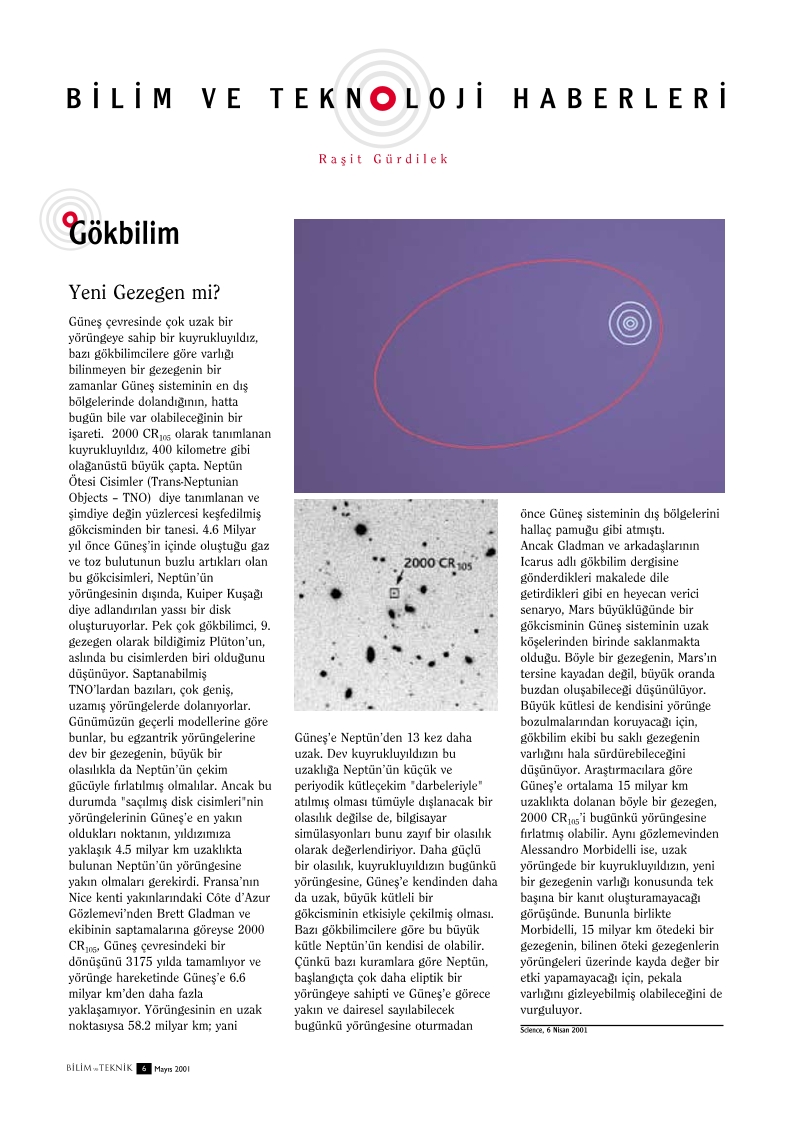 BİLİM VE TEKNOLOJİ HABERLERİ
Raşit Gürdilek
Gökbilim
Yeni Gezegen mi?
Güneş çevresinde çok uzak bir
yörüngeye sahip bir kuyrukluyıldız,
bazı gökbilimcilere göre varlığı
bilinmeyen bir gezegenin bir
zamanlar Güneş sisteminin en dış
bölgelerinde dolandığının, hatta
bugün bile var olabileceğinin bir
işareti.  2000 CR105 olarak tanımlanan
kuyrukluyıldız, 400 kilometre gibi
olağanüstü büyük çapta. Neptün
Ötesi Cisimler (Trans-Neptunian
Objects – TNO)  diye tanımlanan ve
şimdiye değin yüzlercesi keşfedilmiş
gökcisminden bir tanesi. 4.6 Milyar
yıl önce Güneş'in içinde oluştuğu gaz
ve toz bulutunun buzlu artıkları olan
bu gökcisimleri, Neptün'ün
yörüngesinin dışında, Kuiper Kuşağı
diye adlandırılan yassı bir disk
oluşturuyorlar. Pek çok gökbilimci, 9.
gezegen olarak bildiğimiz Plüton'un,
aslında bu cisimlerden biri olduğunu
düşünüyor. Saptanabilmiş
TNO'lardan bazıları, çok geniş,
uzamış yörüngelerde dolanıyorlar.
Günümüzün geçerli modellerine göre
bunlar, bu egzantrik yörüngelerine
dev bir gezegenin, büyük bir
olasılıkla da Neptün'ün çekim
gücüyle fırlatılmış olmalılar. Ancak bu
durumda "saçılmış disk cisimleri"nin
yörüngelerinin Güneş'e en yakın
oldukları noktanın, yıldızımıza
yaklaşık 4.5 milyar km uzaklıkta
bulunan Neptün'ün yörüngesine
yakın olmaları gerekirdi. Fransa'nın
Nice kenti yakınlarındaki Côte d'Azur
Gözlemevi'nden Brett Gladman ve
ekibinin saptamalarına göreyse 2000
CR105, Güneş çevresindeki bir
dönüşünü 3175 yılda tamamlıyor ve
yörünge hareketinde Güneş'e 6.6
milyar km'den daha fazla
yaklaşamıyor. Yörüngesinin en uzak
noktasıysa 58.2 milyar km; yani
2000 CR105
Güneş'e Neptün'den 13 kez daha
uzak. Dev kuyrukluyıldızın bu
uzaklığa Neptün'ün küçük ve
periyodik kütleçekim "darbeleriyle"
atılmış olması tümüyle dışlanacak bir
olasılık değilse de, bilgisayar
simülasyonları bunu zayıf bir olasılık
olarak değerlendiriyor. Daha güçlü
bir olasılık, kuyrukluyıldızın bugünkü
yörüngesine, Güneş'e kendinden daha
da uzak, büyük kütleli bir
gökcisminin etkisiyle çekilmiş olması.
Bazı gökbilimcilere göre bu büyük
kütle Neptün'ün kendisi de olabilir.
Çünkü bazı kuramlara göre Neptün,
başlangıçta çok daha eliptik bir
yörüngeye sahipti ve Güneş'e görece
yakın ve dairesel sayılabilecek
bugünkü yörüngesine oturmadan
önce Güneş sisteminin dış bölgelerini
hallaç pamuğu gibi atmıştı.
Ancak Gladman ve arkadaşlarının
Icarus adlı gökbilim dergisine
gönderdikleri makalede dile
getirdikleri gibi en heyecan verici
senaryo, Mars büyüklüğünde bir
gökcisminin Güneş sisteminin uzak
köşelerinden birinde saklanmakta
olduğu. Böyle bir gezegenin, Mars'ın
tersine kayadan değil, büyük oranda
buzdan oluşabileceği düşünülüyor.
Büyük kütlesi de kendisini yörünge
bozulmalarından koruyacağı için,
gökbilim ekibi bu saklı gezegenin
varlığını hala sürdürebileceğini
düşünüyor. Araştırmacılara göre
Güneş'e ortalama 15 milyar km
uzaklıkta dolanan böyle bir gezegen,
2000 CR105'i bugünkü yörüngesine
fırlatmış olabilir. Aynı gözlemevinden
Alessandro Morbidelli ise, uzak
yörüngede bir kuyrukluyıldızın, yeni
bir gezegenin varlığı konusunda tek
başına bir kanıt oluşturamayacağı
görüşünde. Bununla birlikte
Morbidelli, 15 milyar km ötedeki bir
gezegenin, bilinen öteki gezegenlerin
yörüngeleri üzerinde kayda değer bir
etki yapamayacağı için, pekala
varlığını gizleyebilmiş olabileceğini de
vurguluyor.
Science, 6 Nisan 2001
BİLİM ve TEKNİK 6 Mayıs 2001